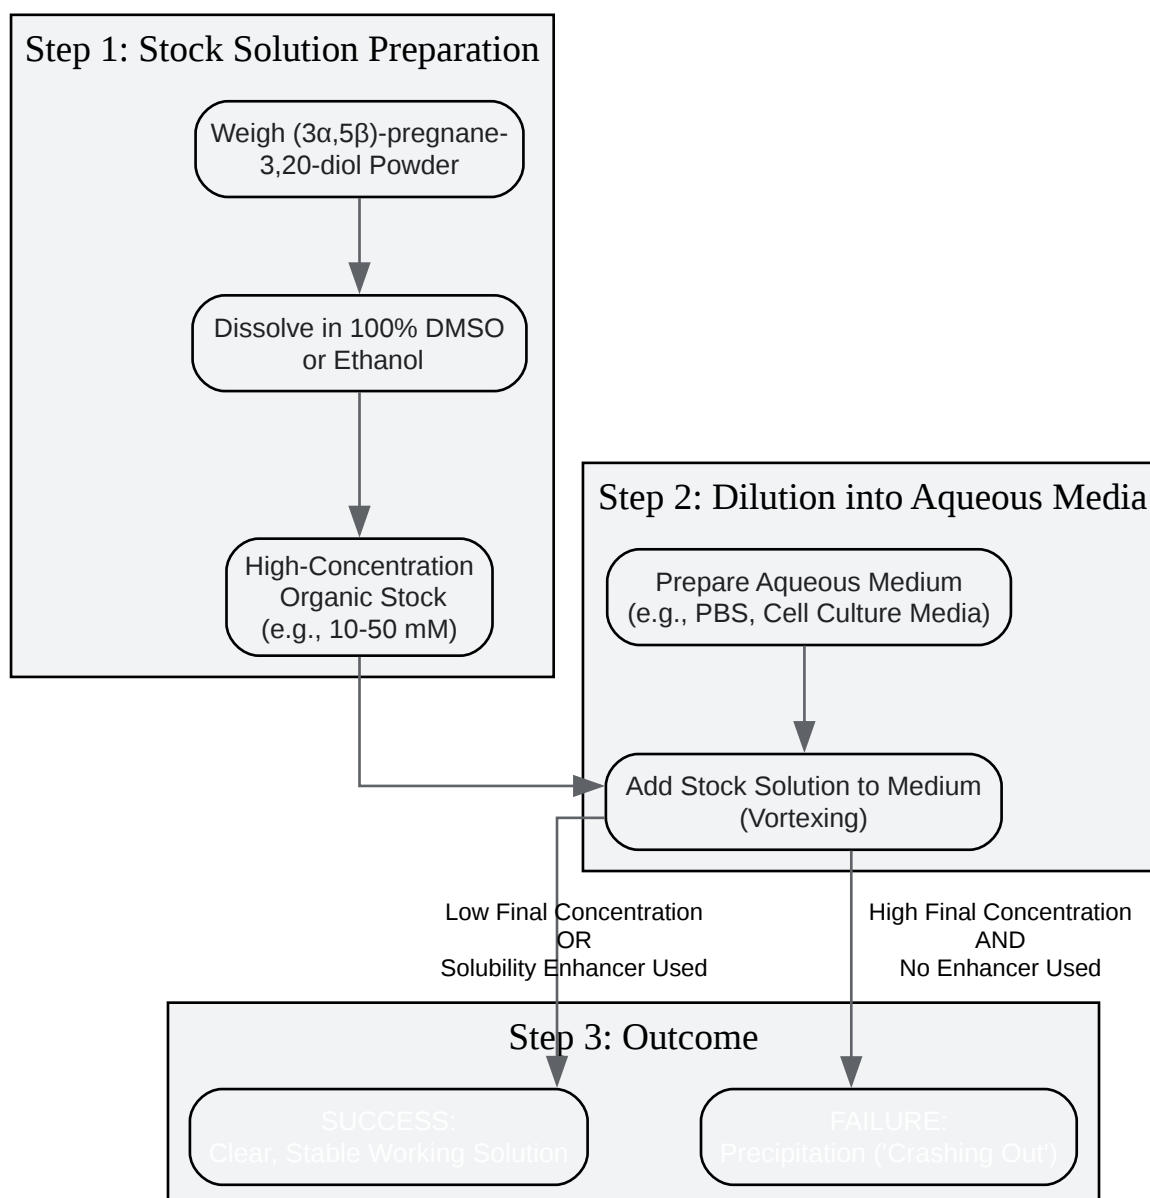 Step 1: Stock Solution Preparation
Weigh (3α,5β)-pregnane-
3,20-diol Powder
Dissolve in 100% DMSO
or Ethanol
High-Concentration
Organic Stock
(e.g., 10-50 mM)
Step 2: Dilution into Aqueous Media
Prepare Aqueous Medium
(e.g., PBS, Cell Culture Media)
Add Stock Solution to Medium
(Vortexing)
Low Final Concentration
OR
Solubility Enhancer Used
High Final Concentration
AND
No Enhancer Used
Step 3: Outcome
SUCCESS:
Clear, Stable Working Solution
FAILURE:
Precipitation ('Crashing Out')